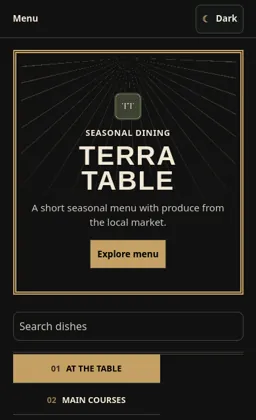 Menu
Dark
TT
SEASONAL DINING
TERRA
TABLE
A short seasonal menu with produce from
the local market.
Explore menu
Search dishes
01 AT THE TABLE
02 MAIN COURSES